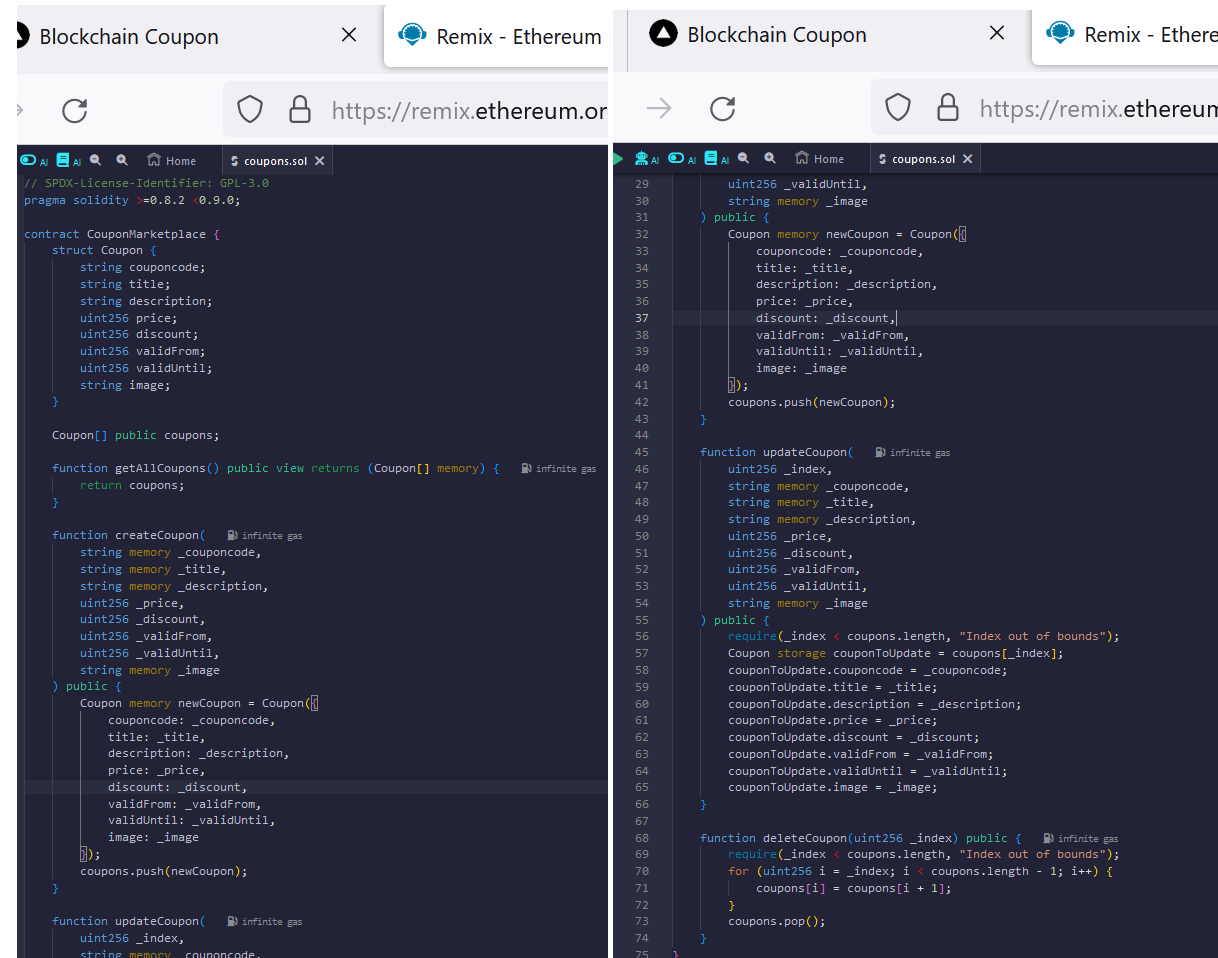 Blockchain Coupon
Remix - Ethereum
https://remix.ethereum.or
AI AI Home coupons.sol
// SPDX-License-Identifier: GPL-3.0
pragma solidity >=0.8.2 <0.9.0;
contract CouponMarketplace {
struct Coupon {
string couponcode;
string title;
string description;
uint256 price;
uint256 discount;
uint256 validFrom;
uint256 validUntil;
string image;
}
Coupon[] public coupons;
function getAllCoupons() public view returns (Coupon[] memory) { infinite gas
return coupons;
}
function createCoupon( infinite gas
string memory _couponcode,
string memory _title,
string memory _description,
uint256 _price,
uint256 _discount,
uint256 _validFrom,
uint256 _validUntil,
string memory _image
) public {
Coupon memory newCoupon = Coupon({
couponcode: _couponcode,
title: _title,
description: _description,
price: _price,
discount: _discount,
validFrom: _validFrom,
validUntil: _validUntil,
image: _image
});
coupons.push(newCoupon);
}
function updateCoupon( infinite gas
uint256 _index,
string memory _couponcode,
Blockchain Coupon
Remix - Ethere
https://remix.ethereum
AI AI AI Home coupons.sol
29 uint256 _validUntil,
30 string memory _image
31 ) public {
32 Coupon memory newCoupon = Coupon({
33 couponcode: _couponcode,
34 title: _title,
35 description: _description,
36 price: _price,
37 discount: _discount,
38 validFrom: _validFrom,
39 validUntil: _validUntil,
40 image: _image
41 });
42 coupons.push(newCoupon);
43 }
44
45 function updateCoupon( infinite gas
46 uint256 _index,
47 string memory _couponcode,
48 string memory _title,
49 string memory _description,
50 uint256 _price,
51 uint256 _discount,
52 uint256 _validFrom,
53 uint256 _validUntil,
54 string memory _image
55 ) public {
56 require(_index < coupons.length, "Index out of bounds");
57 Coupon storage couponToUpdate = coupons[_index];
58 couponToUpdate.couponcode = _couponcode;
59 couponToUpdate.title = _title;
60 couponToUpdate.description = _description;
61 couponToUpdate.price = _price;
62 couponToUpdate.discount = _discount;
63 couponToUpdate.validFrom = _validFrom;
64 couponToUpdate.validUntil = _validUntil;
65 couponToUpdate.image = _image;
66 }
67
68 function deleteCoupon(uint256 _index) public { infinite gas
69 require(_index < coupons.length, "Index out of bounds");
70 for (uint256 i = _index; i < coupons.length - 1; i++) {
71 coupons[i] = coupons[i + 1];
72 }
73 coupons.pop();
74 }
75 }